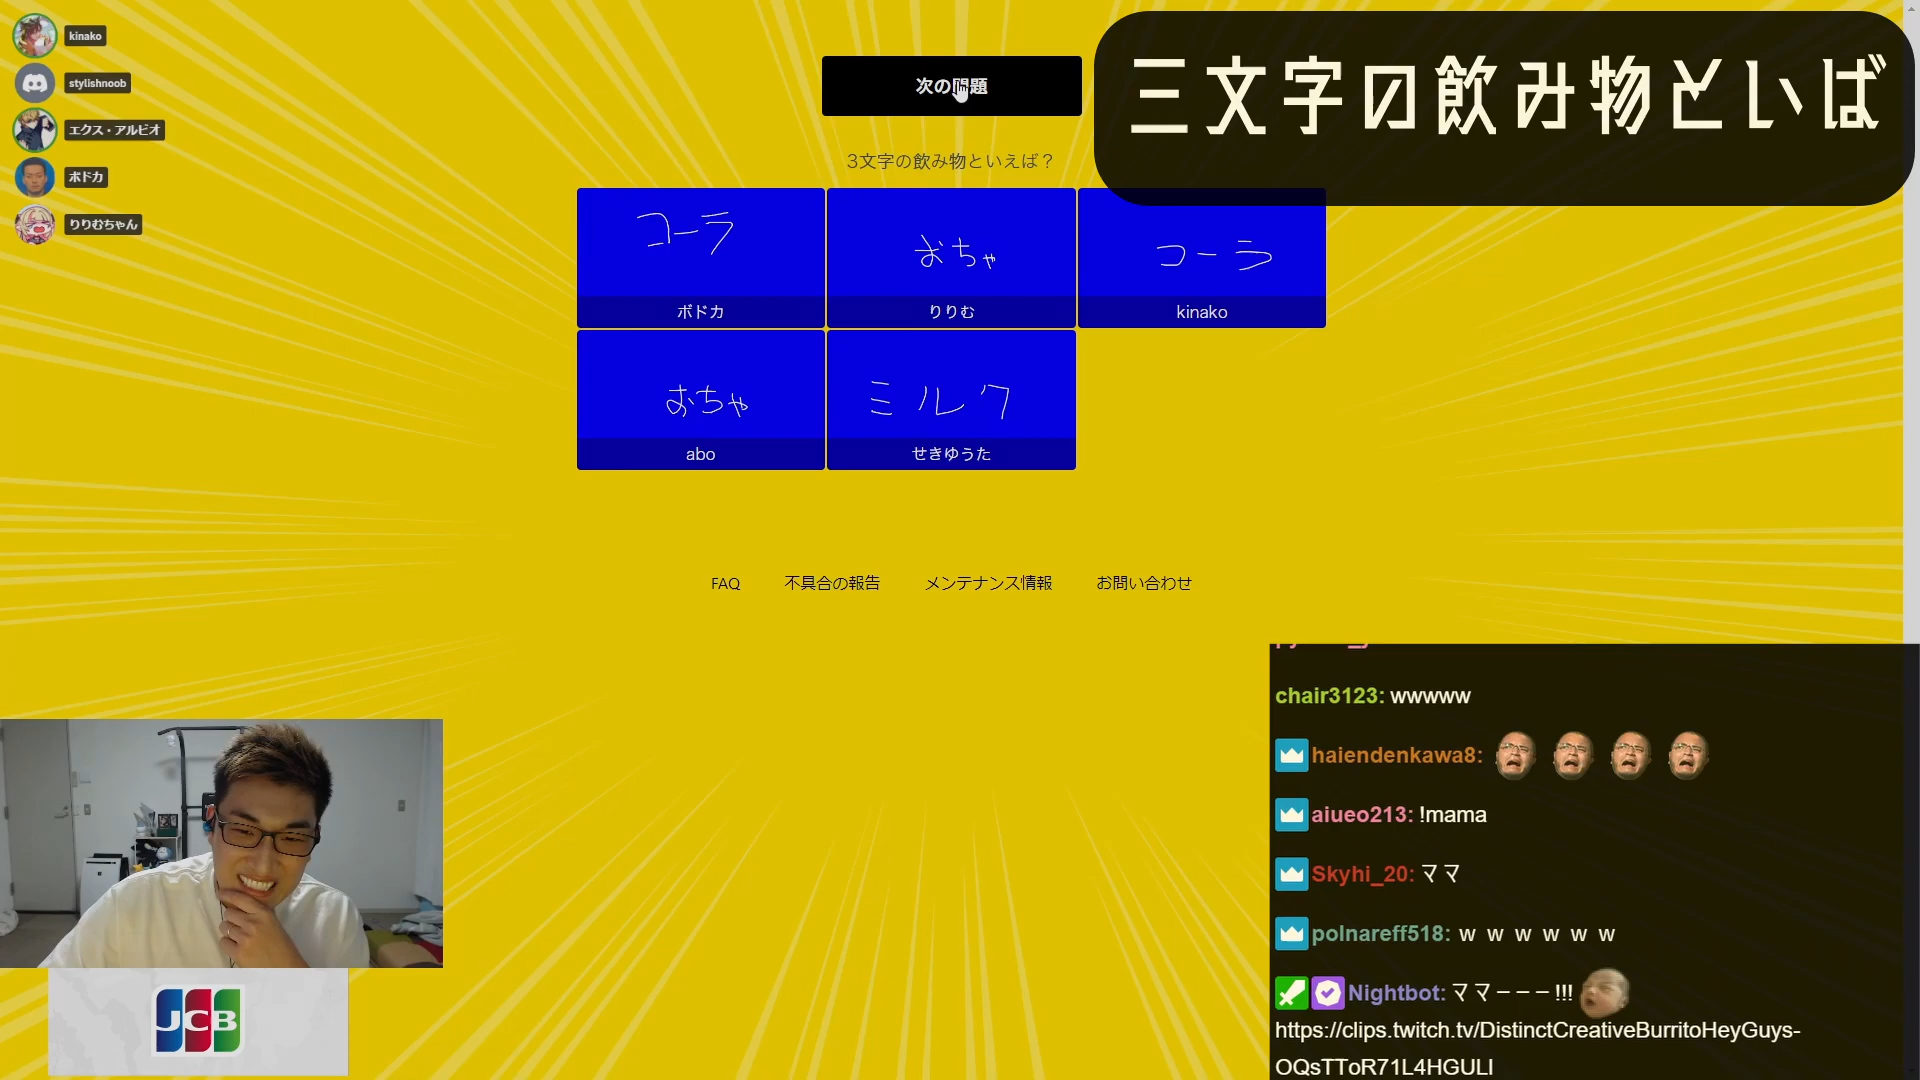 kinako
stylishnoob
エクス・アルビオ
ボドカ
りりむちゃん
次の問題
三文字の飲み物といば
3文字の飲み物といえば？
コーラ
ボドカ
おちゃ
りりむ
コーラ
kinako
おちゃ
abo
ミルク
せきゆうた
FAQ
不具合の報告
メンテナンス情報
お問い合わせ
chair3123: wwwww
haiendenkawa8:
aiueo213: !mama
Skyhi_20: ママ
polnareff518: ｗｗｗｗｗｗ
Nightbot: ママーーー!!!
https://clips.twitch.tv/DistinctCreativeBurritoHeyGuys-
OQsTToR71L4HGULI
JCB